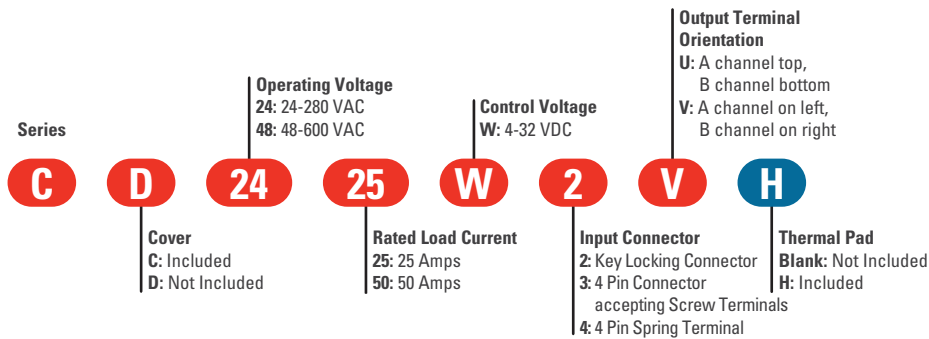 Output Terminal
Orientation
U: A channel top,
B channel bottom
V: A channel on left,
B channel on right
Operating Voltage
24: 24-280 VAC
48: 48-600 VAC
Control Voltage
W: 4-32 VDC
Series
C D 24 25 W 2 V H
Cover
C: Included
D: Not Included
Rated Load Current
25: 25 Amps
50: 50 Amps
Input Connector
2: Key Locking Connector
3: 4 Pin Connector
accepting Screw Terminals
4: 4 Pin Spring Terminal
Thermal Pad
Blank: Not Included
H: Included